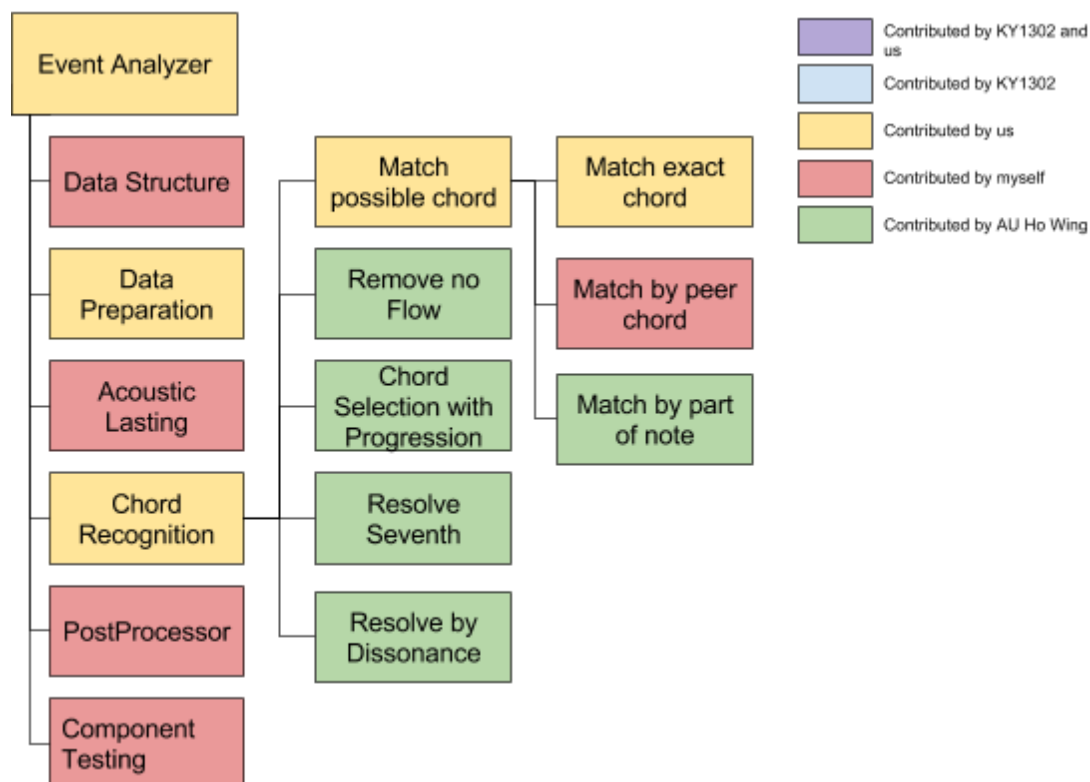 Event Analyzer
Data Structure
Data
Preparation
Acoustic
Lasting
Chord
Recognition
PostProcessor
Component
Testing
Match
possible chord
Remove no
Flow
Chord
Selection with
Progression
Resolve
Seventh
Resolve by
Dissonance
Match exact
chord
Match by peer
chord
Match by part
of note
Contributed by KY1302 and
us
Contributed by KY1302
Contributed by us
Contributed by myself
Contributed by AU Ho Wing